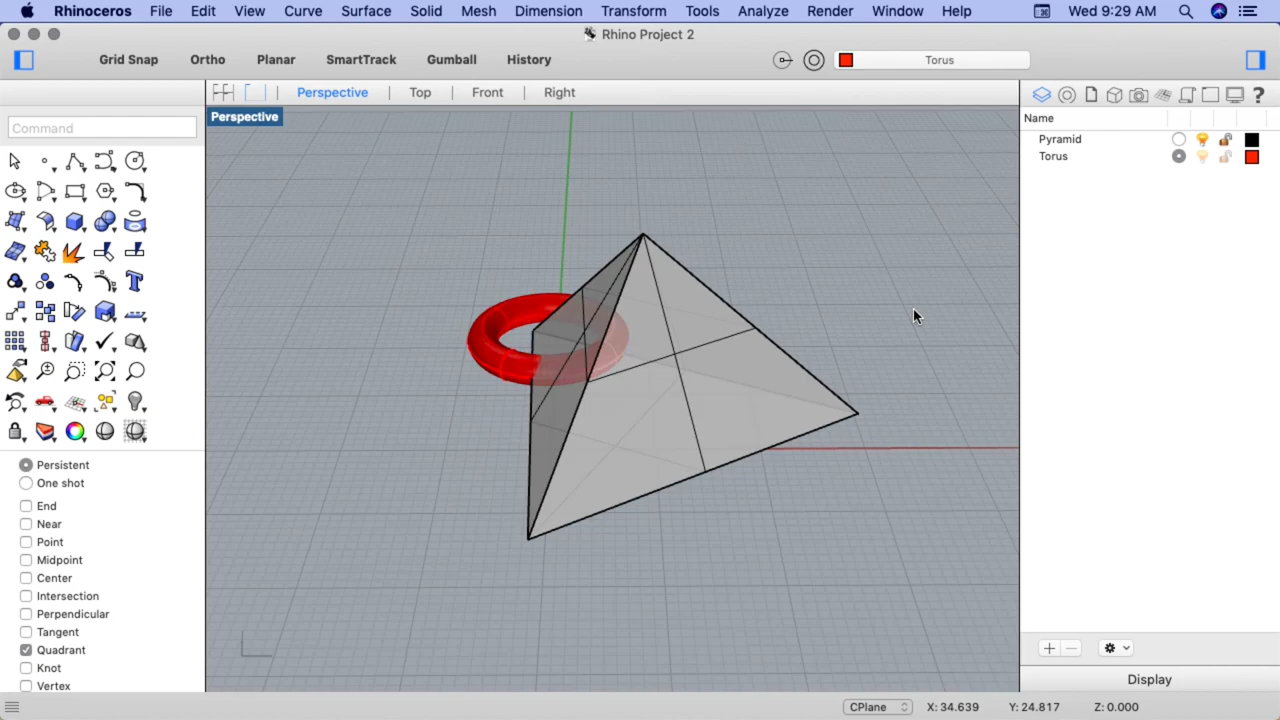 Rhinoceros File Edit View Curve Surface Solid Mesh Dimension Transform Tools Analyze Render Window Help Wed 9:29 AM
Rhino Project 2
Grid Snap Ortho Planar SmartTrack Gumball History Torus
Perspective Top Front Right
Perspective
Command
Name
Pyramid
Torus
Persistent
One shot
End
Near
Point
Midpoint
Center
Intersection
Perpendicular
Tangent
Quadrant
Knot
Vertex
Display
CPlane X: 34.639 Y: 24.817 Z: 0.000